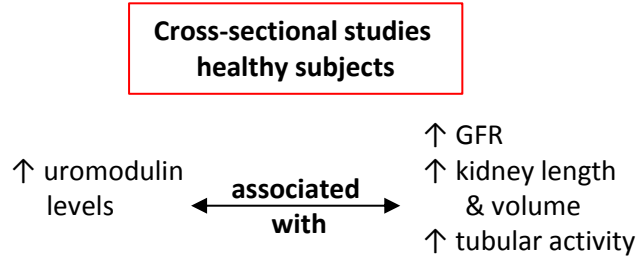 Cross-sectional studies
healthy subjects
↑ uromodulin
levels
associated
with
↑ GFR
↑ kidney length
& volume
↑ tubular activity